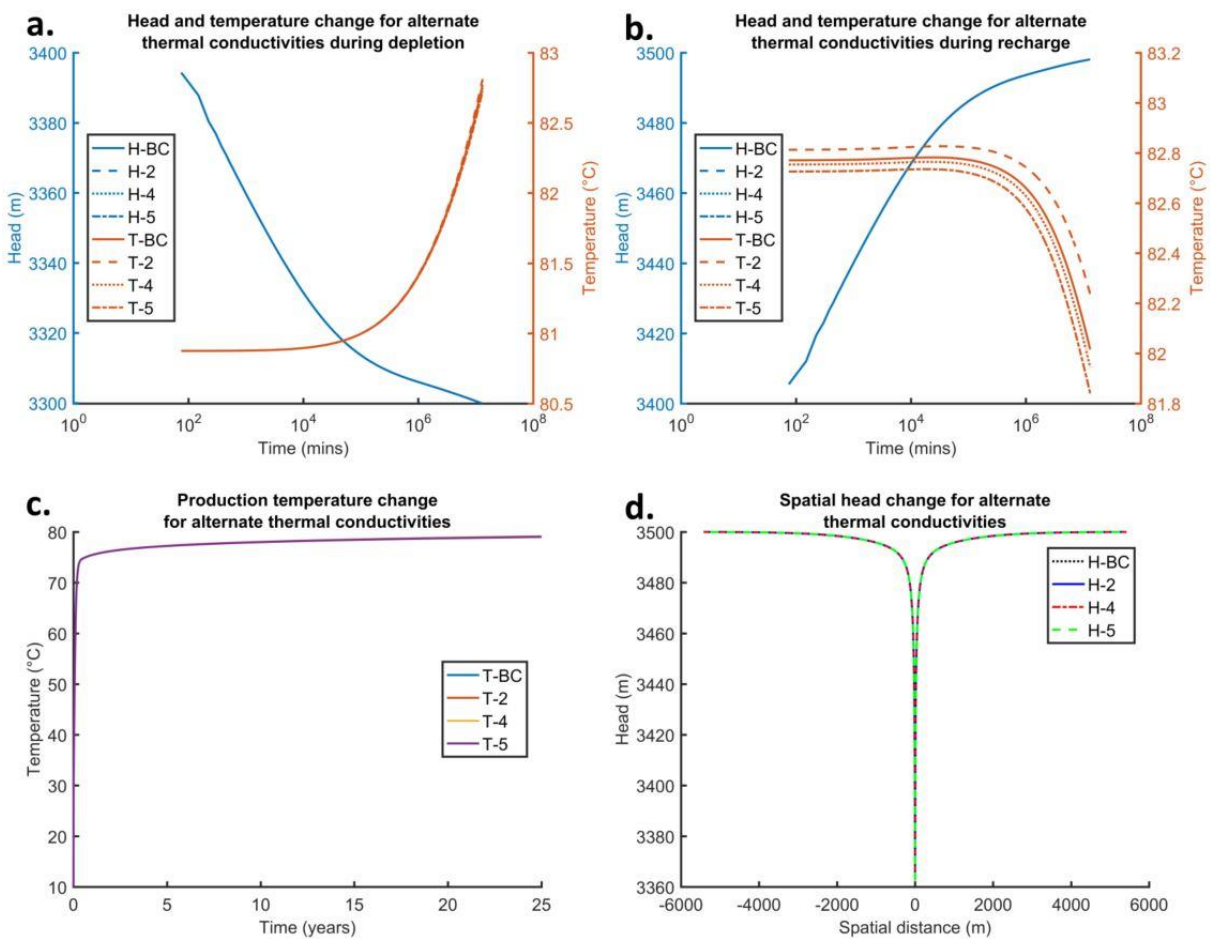 a.
Head and temperature change for alternate
thermal conductivities during depletion
3400
3380
3360
3340
3320
3300
Head (m)
83
82.5
82
81.5
81
80.5
Temperature (°C)
H-BC
H-2
H-4
H-5
T-BC
T-2
T-4
T-5
10^0
10^2
10^4
10^6
10^8
Time (mins)
b.
Head and temperature change for alternate
thermal conductivities during recharge
3500
3480
3460
3440
3420
3400
Head (m)
83.2
83
82.8
82.6
82.4
82.2
82
81.8
Temperature (°C)
H-BC
H-2
H-4
H-5
T-BC
T-2
T-4
T-5
10^0
10^2
10^4
10^6
10^8
Time (mins)
c.
Production temperature change
for alternate thermal conductivities
80
70
60
50
40
30
20
10
Temperature (°C)
T-BC
T-2
T-4
T-5
0
5
10
15
20
25
Time (years)
d.
Spatial head change for alternate
thermal conductivities
3500
3480
3460
3440
3420
3400
3380
3360
Head (m)
H-BC
H-2
H-4
H-5
-6000
-4000
-2000
0
2000
4000
6000
Spatial distance (m)